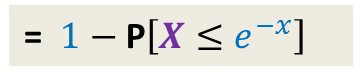 = 1 − P[X ≤ e⁻ˣ]